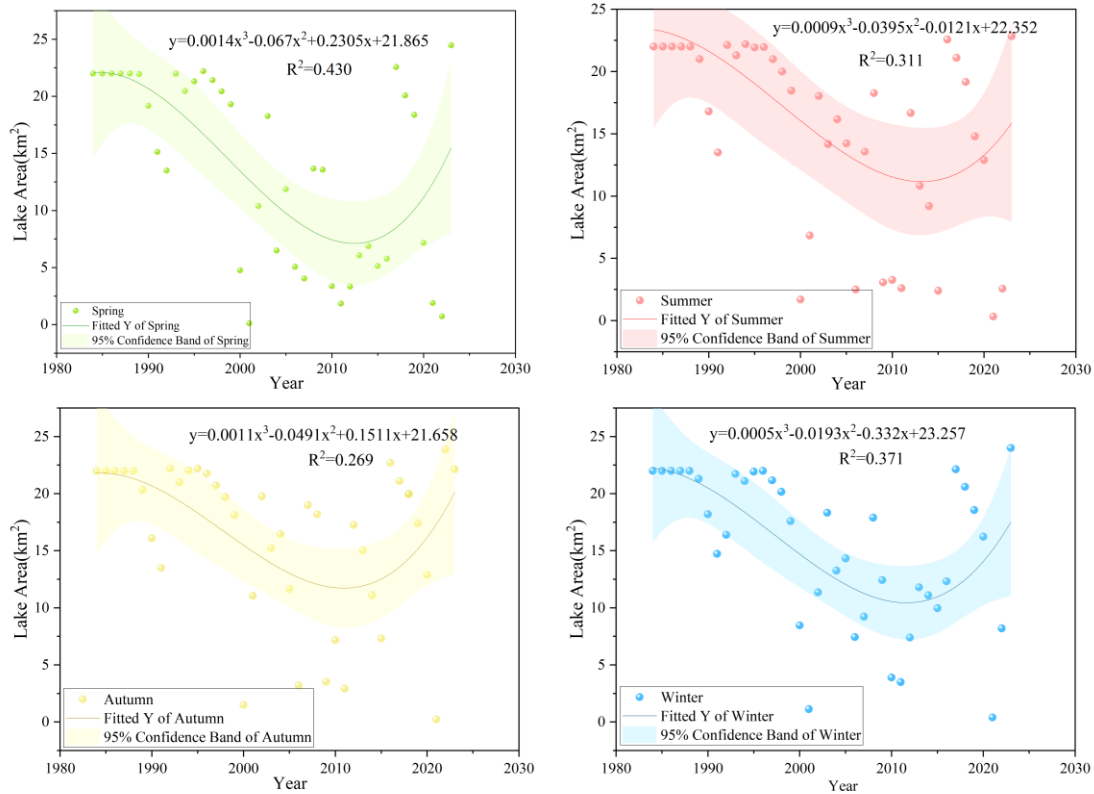 y=0.0014x³-0.067x²+0.2305x+21.865
R²=0.430
25
20
15
10
5
0
Lake Area(km²)
Spring
Fitted Y of Spring
95% Confidence Band of Spring
1980
1990
2000
2010
2020
2030
Year
y=0.0009x³-0.0395x²-0.0121x+22.352
R²=0.311
25
20
15
10
5
0
Lake Area(km²)
Summer
Fitted Y of Summer
95% Confidence Band of Summer
1980
1990
2000
2010
2020
2030
Year
y=0.0011x³-0.0491x²+0.1511x+21.658
R²=0.269
25
20
15
10
5
0
Lake Area(km²)
Autumn
Fitted Y of Autumn
95% Confidence Band of Autumn
1980
1990
2000
2010
2020
2030
Year
y=0.0005x³-0.0193x²-0.332x+23.257
R²=0.371
25
20
15
10
5
0
Lake Area(km²)
Winter
Fitted Y of Winter
95% Confidence Band of Winter
1980
1990
2000
2010
2020
2030
Year